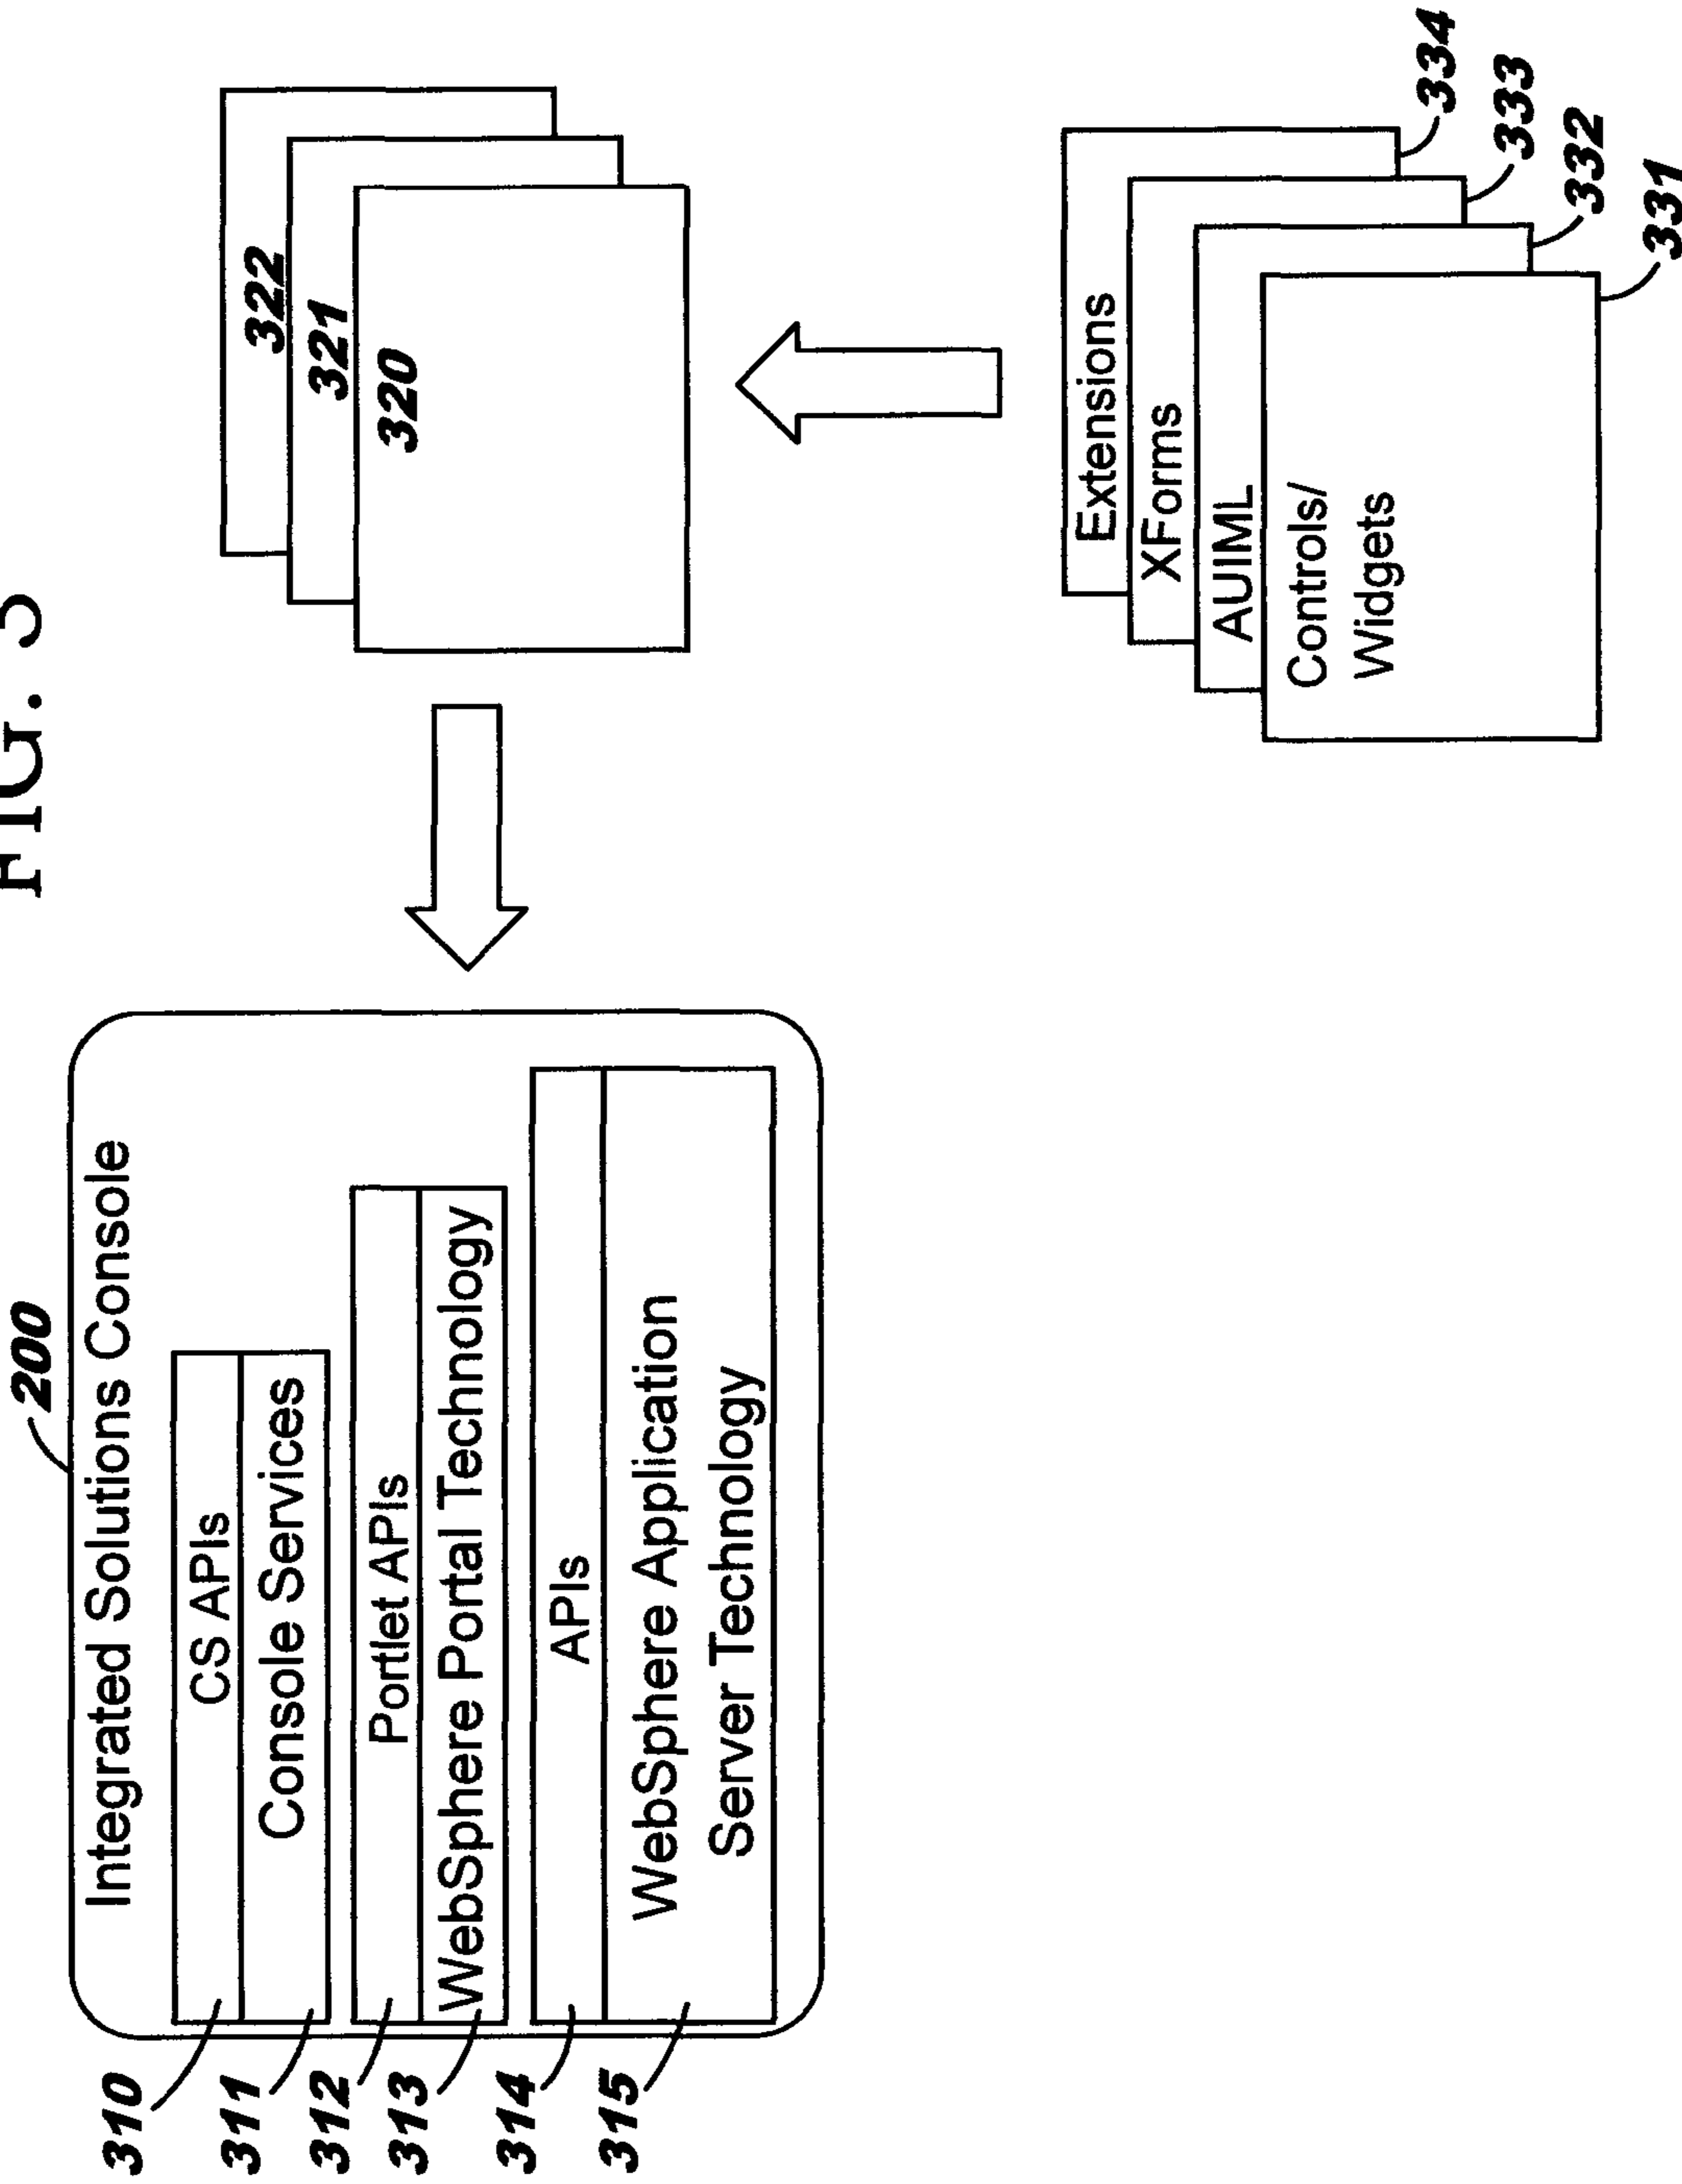 FIG. 3
200
Integrated Solutions Console
310
CS APIs
311
Console Services
312
Portlet APIs
313
WebSphere Portal Technology
314
APIs
315
WebSphere Application
Server Technology
322
321
320
Extensions
334
XForms
333
AUIML
332
Controls/
Widgets
331